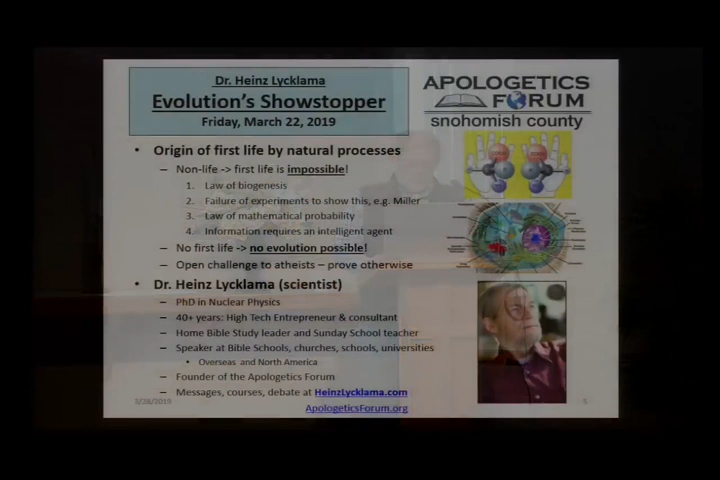 Dr. Heinz Lycklama
Evolution's Showstopper
Friday, March 22, 2019
APOLOGETICS
FORUM
snohomish county
• Origin of first life by natural processes
– Non-life -> first life is impossible!
1. Law of biogenesis
2. Failure of experiments to show this, e.g. Miller
3. Law of mathematical probability
4. Information requires an intelligent agent
– No first life -> no evolution possible!
– Open challenge to atheists – prove otherwise
• Dr. Heinz Lycklama (scientist)
– PhD in Nuclear Physics
– 40+ years: High Tech Entrepreneur & consultant
– Home Bible Study leader and Sunday School teacher
– Speaker at Bible Schools, churches, schools, universities
• Overseas and North America
– Founder of the Apologetics Forum
– Messages, courses, debate at HeinzLycklama.com
ApologeticsForum.org
5